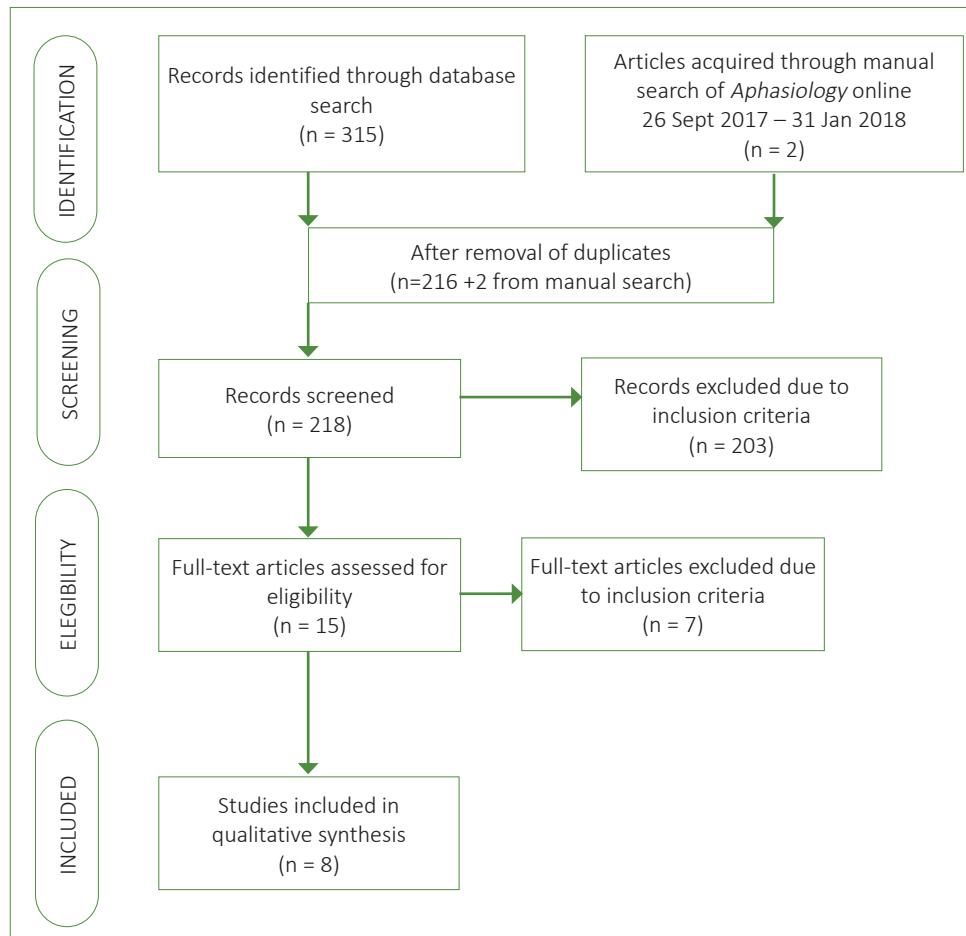 IDENTIFICATION
Records identified through database
search
(n = 315)
Articles acquired through manual
search of Aphasiology online
26 Sept 2017 – 31 Jan 2018
(n = 2)
After removal of duplicates
(n=216 +2 from manual search)
SCREENING
Records screened
(n = 218)
Records excluded due to
inclusion criteria
(n = 203)
ELEGIBILITY
Full-text articles assessed for
eligibility
(n = 15)
Full-text articles excluded due
to inclusion criteria
(n = 7)
INCLUDED
Studies included in
qualitative synthesis
(n = 8)